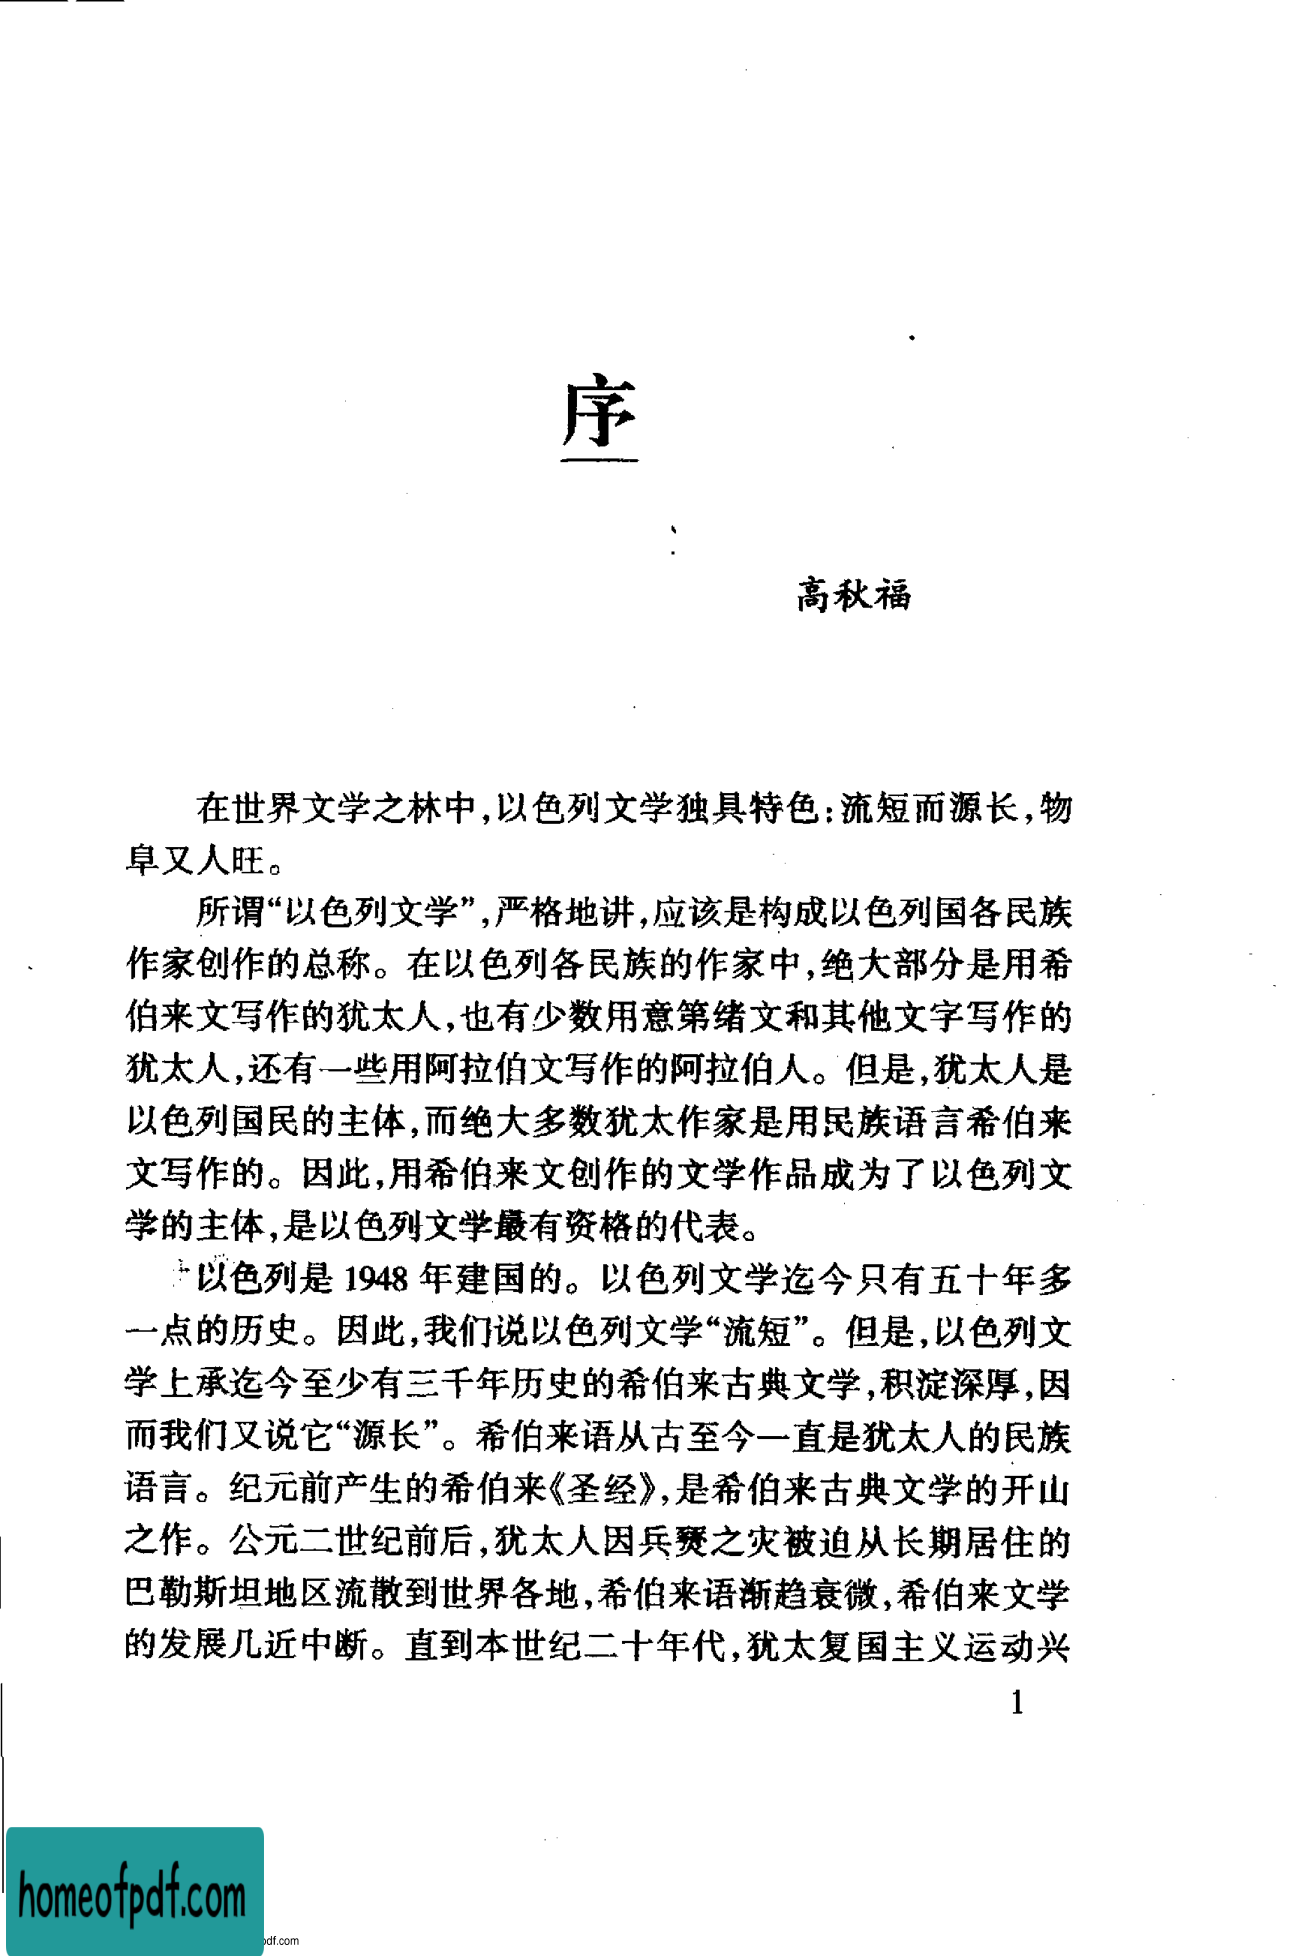 序
高秋福
在世界文学之林中,以色列文学独具特色:流短而源长,物
阜又人旺。
所谓“以色列文学”,严格地讲,应该是构成以色列国各民族
作家创作的总称。在以色列各民族的作家中,绝大部分是用希
伯来文写作的犹太人,也有少数用意第绪文和其他文字写作的
犹太人,还有一些用阿拉伯文写作的阿拉伯人。但是,犹太人是
以色列国民的主体,而绝大多数犹太作家是用民族语言希伯来
文写作的。因此,用希伯来文创作的文学作品成为了以色列文
学的主体,是以色列文学最有资格的代表。
以色列是 1948 年建国的。以色列文学迄今只有五十年多
一点的历史。因此,我们说以色列文学“流短”。但是,以色列文
学上承迄今至少有三千年历史的希伯来古典文学,积淀深厚,因
而我们又说它“源长”。希伯来语从古至今一直是犹太人的民族
语言。纪元前产生的希伯来《圣经》,是希伯来古典文学的开山
之作。公元二世纪前后,犹太人因兵燹之灾被迫从长期居住的
巴勒斯坦地区流散到世界各地,希伯来语渐趋衰微,希伯来文学
的发展几近中断。直到本世纪二十年代,犹太复国主义运动兴
1
homeofpdf.com
pdf.com